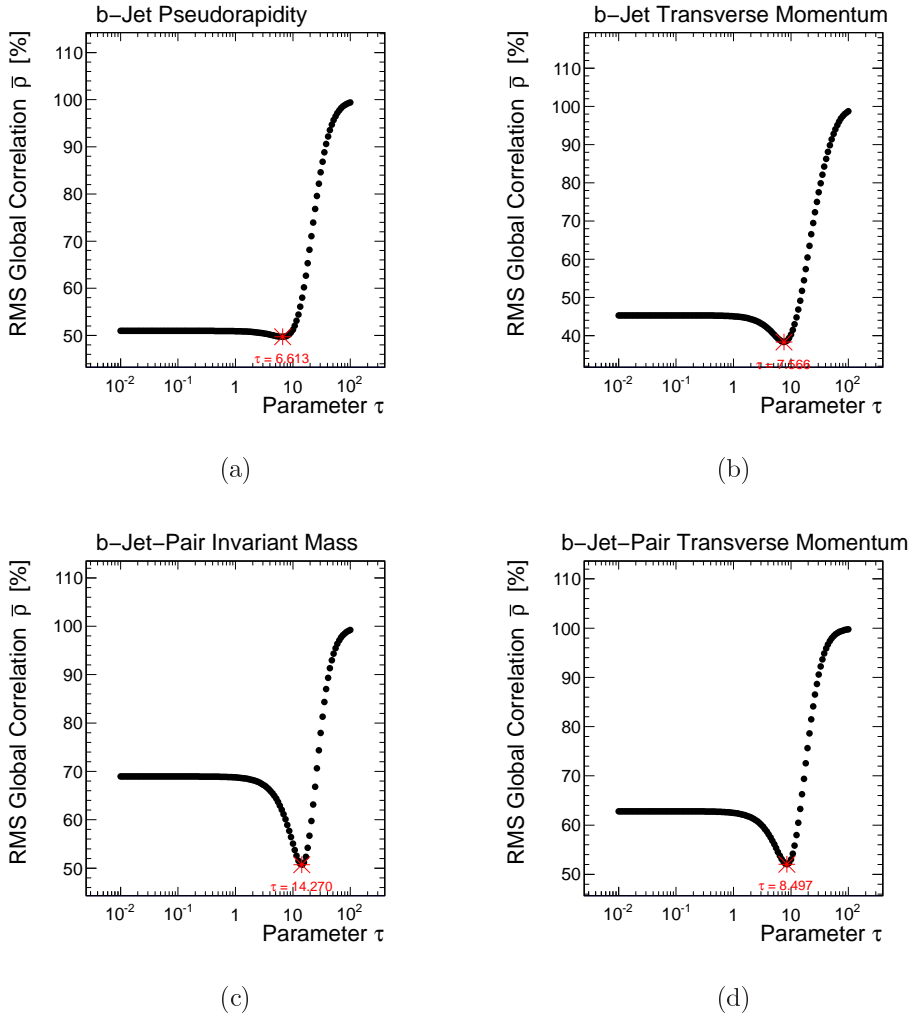 b−Jet Pseudorapidity
RMS Global Correlation ρ̅ [%]
110
100
90
80
70
60
50
τ = 6.613
10⁻² 10⁻¹ 1 10 10²
Parameter τ
(a)
b−Jet Transverse Momentum
RMS Global Correlation ρ̅ [%]
110
100
90
80
70
60
50
40
τ = 7.566
10⁻² 10⁻¹ 1 10 10²
Parameter τ
(b)
b−Jet−Pair Invariant Mass
RMS Global Correlation ρ̅ [%]
110
100
90
80
70
60
50
τ = 14.270
10⁻² 10⁻¹ 1 10 10²
Parameter τ
(c)
b−Jet−Pair Transverse Momentum
RMS Global Correlation ρ̅ [%]
110
100
90
80
70
60
50
τ = 8.497
10⁻² 10⁻¹ 1 10 10²
Parameter τ
(d)